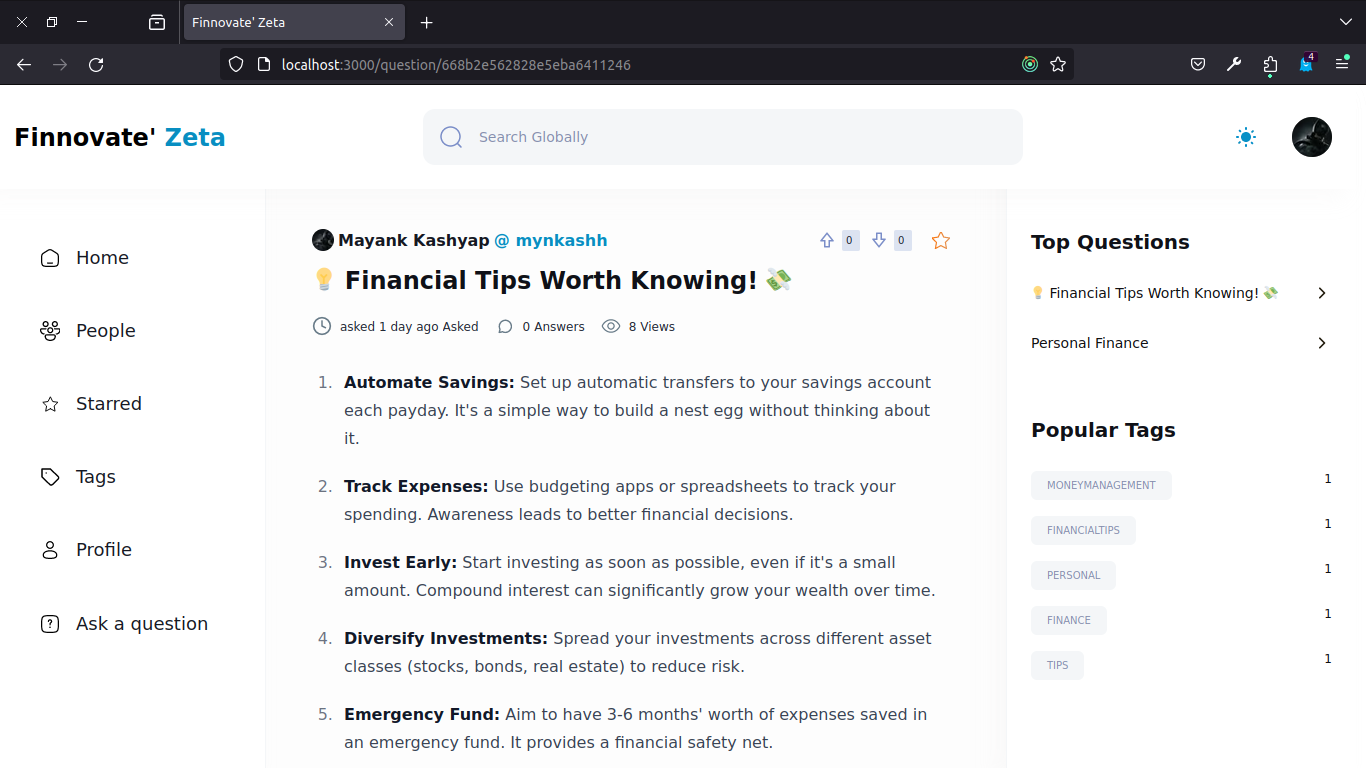 Finnovate' Zeta
4
localhost:3000/question/668b2e562828e5eba6411246
Finnovate' Zeta
Search Globally
Home
People
Starred
Tags
Profile
Ask a question
Mayank Kashyap @ mynkashh
0
0
💡 Financial Tips Worth Knowing! 💸
asked 1 day ago Asked
0 Answers
8 Views
1. Automate Savings: Set up automatic transfers to your savings account
each payday. It's a simple way to build a nest egg without thinking about
it.
2. Track Expenses: Use budgeting apps or spreadsheets to track your
spending. Awareness leads to better financial decisions.
3. Invest Early: Start investing as soon as possible, even if it's a small
amount. Compound interest can significantly grow your wealth over time.
4. Diversify Investments: Spread your investments across different asset
classes (stocks, bonds, real estate) to reduce risk.
5. Emergency Fund: Aim to have 3-6 months' worth of expenses saved in
an emergency fund. It provides a financial safety net.
Top Questions
💡 Financial Tips Worth Knowing! 💸
Personal Finance
Popular Tags
MONEYMANAGEMENT 1
FINANCIALTIPS 1
PERSONAL 1
FINANCE 1
TIPS 1